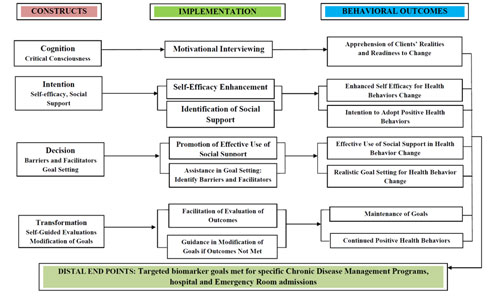 CONSTRUCTS
IMPLEMENTATION
BEHAVIORAL OUTCOMES
Cognition
Critical Consciousness
Motivational Interviewing
Apprehension of Clients' Realities
and Readiness to Change
Intention
Self-efficacy, Social
Support
Self-Efficacy Enhancement
Identification of Social
Support
Enhanced Self Efficacy for Health
Behaviors Change
Intention to Adopt Positive Health
Behaviors
Decision
Barriers and Facilitators
Goal Setting
Promotion of Effective Use of
Social Support
Assistance in Goal Setting:
Identify Barriers and Facilitators
Effective Use of Social Support in Health
Behavior Change
Realistic Goal Setting for Health Behavior
Change
Transformation
Self-Guided Evaluations
Modification of Goals
Facilitation of Evaluation of
Outcomes
Guidance in Modification of
Goals if Outcomes Not Met
Maintenance of Goals
Continued Positive Health Behaviors
DISTAL END POINTS: Targeted biomarker goals met for specific Chronic Disease Management Programs,
hospital and Emergency Room admissions